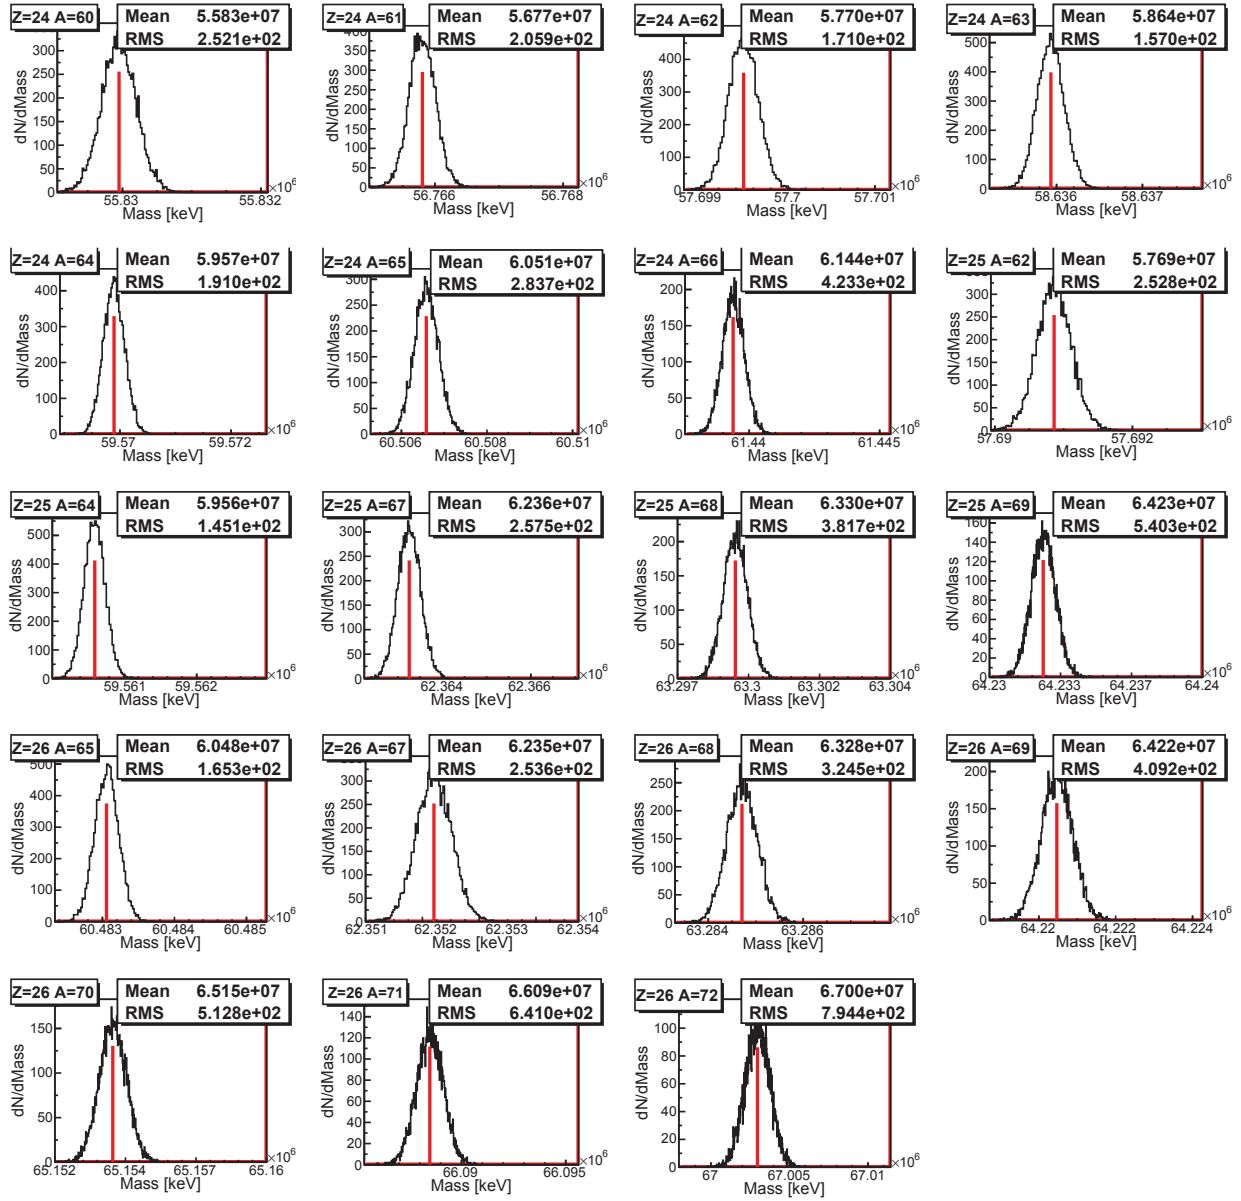 Z=24 A=60
Mean 5.583e+07
RMS 2.521e+02
dN/dMass
300
250
200
150
100
50
0
55.83 55.832
×10⁶
Mass [keV]
Z=24 A=61
Mean 5.677e+07
RMS 2.059e+02
dN/dMass
350
300
250
200
150
100
50
0
56.766 56.768
×10⁶
Mass [keV]
Z=24 A=62
Mean 5.770e+07
RMS 1.710e+02
dN/dMass
400
300
200
100
0
57.699 57.7 57.701
×10⁶
Mass [keV]
Z=24 A=63
Mean 5.864e+07
RMS 1.570e+02
dN/dMass
500
400
300
200
100
0
58.636 58.637
×10⁶
Mass [keV]
Z=24 A=64
Mean 5.957e+07
RMS 1.910e+02
dN/dMass
400
300
200
100
0
59.57 59.572
×10⁶
Mass [keV]
Z=24 A=65
Mean 6.051e+07
RMS 2.837e+02
dN/dMass
300
250
200
150
100
50
0
60.506 60.508 60.51
×10⁶
Mass [keV]
Z=24 A=66
Mean 6.144e+07
RMS 4.233e+02
dN/dMass
200
150
100
50
0
61.44 61.445
×10⁶
Mass [keV]
Z=25 A=62
Mean 5.769e+07
RMS 2.528e+02
dN/dMass
300
250
200
150
100
50
0
57.69 57.692
×10⁶
Mass [keV]
Z=25 A=64
Mean 5.956e+07
RMS 1.451e+02
dN/dMass
500
400
300
200
100
0
59.561 59.562
×10⁶
Mass [keV]
Z=25 A=67
Mean 6.236e+07
RMS 2.575e+02
dN/dMass
300
250
200
150
100
50
0
62.364 62.366
×10⁶
Mass [keV]
Z=25 A=68
Mean 6.330e+07
RMS 3.817e+02
dN/dMass
200
150
100
50
0
63.297 63.3 63.302 63.304
×10⁶
Mass [keV]
Z=25 A=69
Mean 6.423e+07
RMS 5.403e+02
dN/dMass
160
140
120
100
80
60
40
20
0
64.23 64.233 64.237 64.24
×10⁶
Mass [keV]
Z=26 A=65
Mean 6.048e+07
RMS 1.653e+02
dN/dMass
500
400
300
200
100
0
60.483 60.484 60.485
×10⁶
Mass [keV]
Z=26 A=67
Mean 6.235e+07
RMS 2.536e+02
dN/dMass
300
250
200
150
100
50
0
62.351 62.352 62.353 62.354
×10⁶
Mass [keV]
Z=26 A=68
Mean 6.328e+07
RMS 3.245e+02
dN/dMass
250
200
150
100
50
0
63.284 63.286
×10⁶
Mass [keV]
Z=26 A=69
Mean 6.422e+07
RMS 4.092e+02
dN/dMass
200
150
100
50
0
64.22 64.222 64.224
×10⁶
Mass [keV]
Z=26 A=70
Mean 6.515e+07
RMS 5.128e+02
dN/dMass
150
100
50
0
65.152 65.154 65.157 65.16
×10⁶
Mass [keV]
Z=26 A=71
Mean 6.609e+07
RMS 6.410e+02
dN/dMass
140
120
100
80
60
40
20
0
66.09 66.095
×10⁶
Mass [keV]
Z=26 A=72
Mean 6.700e+07
RMS 7.944e+02
dN/dMass
100
80
60
40
20
0
67 67.005 67.01
×10⁶
Mass [keV]